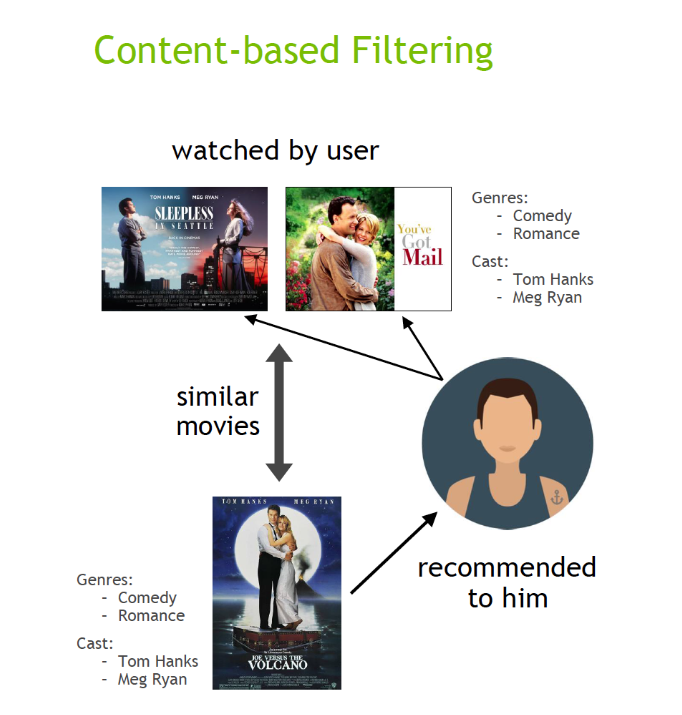 Content-based Filtering
watched by user
TOM HANKS MEG RYAN
SLEEPLESS
IN SEATTLE
You've
Got
Mail
Genres:
- Comedy
- Romance
Cast:
- Tom Hanks
- Meg Ryan
similar
movies
TOM HANKS MEG RYAN
JOE VERSUS THE
VOLCANO
Genres:
- Comedy
- Romance
Cast:
- Tom Hanks
- Meg Ryan
recommended
to him